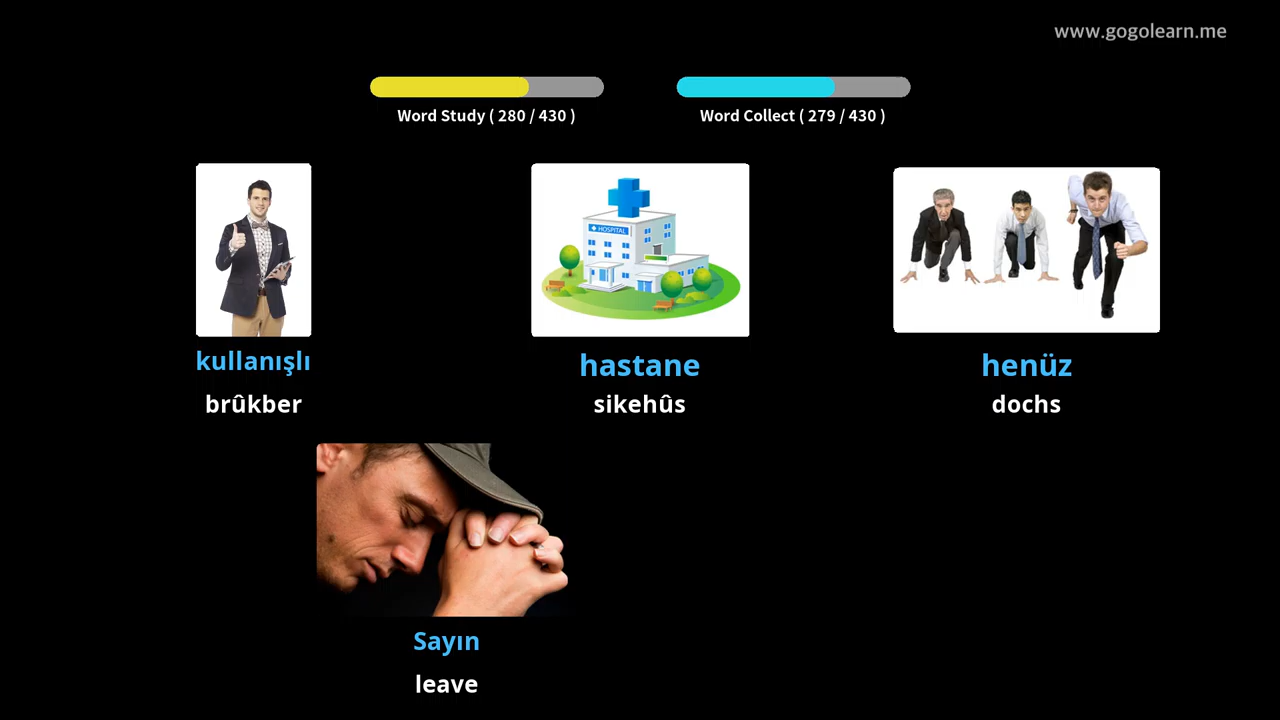 www.gogolearn.me
Word Study ( 280 / 430 )
Word Collect ( 279 / 430 )
HOSPITAL
kullanışlı
brûkber
hastane
sikehûs
henüz
dochs
Sayın
leave